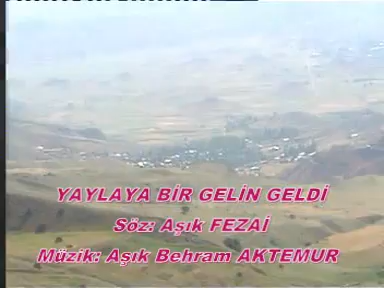 YAYLAYA BİR GELİN GELDİ
Söz: Aşık FEZAİ
Müzik: Aşık Behram AKTEMUR